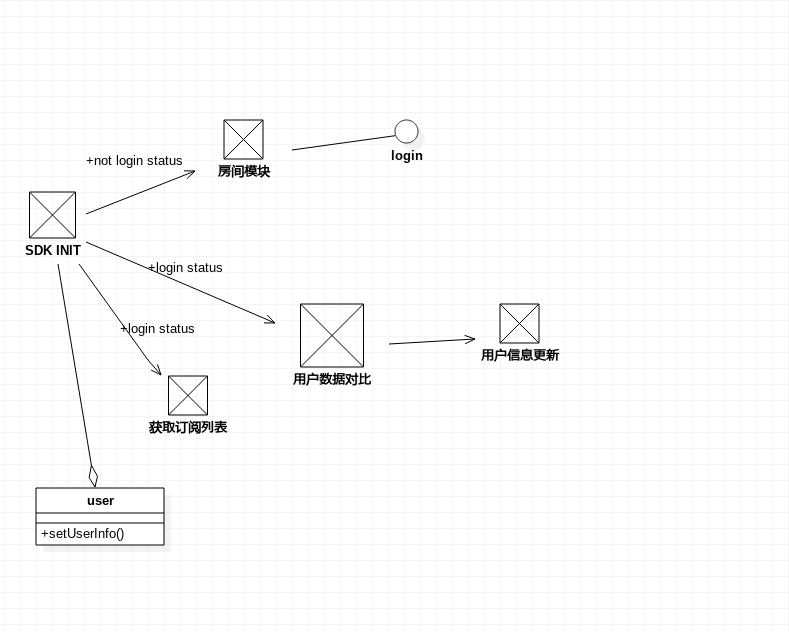 +not login status
房间模块
login
SDK INIT
+login status
+login status
用户信息更新
用户数据对比
获取订阅列表
user
+setUserInfo()